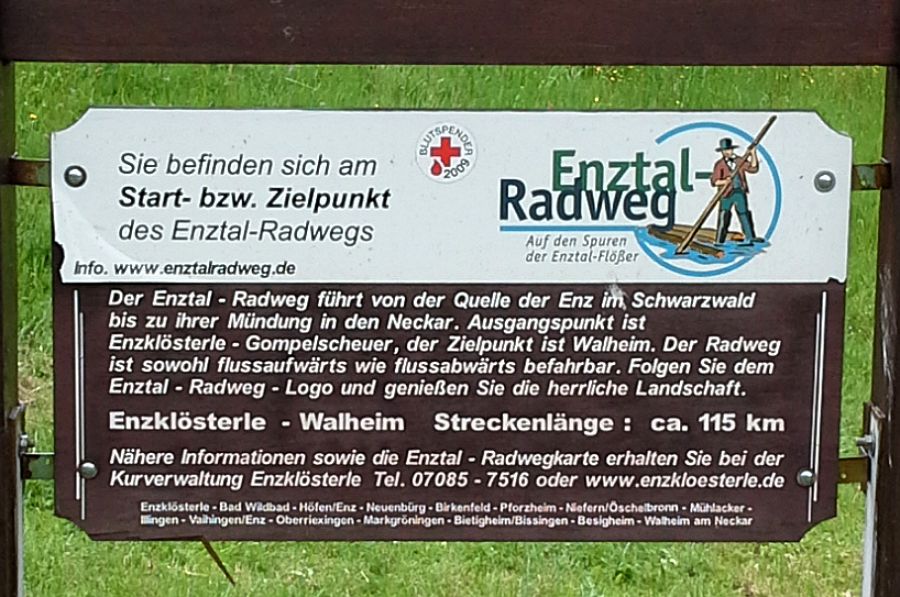 Sie befinden sich am
Start- bzw. Zielpunkt
des Enztal-Radwegs
Info. www.enztalradweg.de
BLUTSPENDER
2009
Enztal-
Radweg
Auf den Spuren
der Enztal-Flößer
Der Enztal - Radweg führt von der Quelle der Enz im Schwarzwald
bis zu ihrer Mündung in den Neckar. Ausgangspunkt ist
Enzklösterle - Gompelscheuer, der Zielpunkt ist Walheim. Der Radweg
ist sowohl flussaufwärts wie flussabwärts befahrbar. Folgen Sie dem
Enztal - Radweg - Logo und genießen Sie die herrliche Landschaft.
Enzklösterle - Walheim Streckenlänge : ca. 115 km
Nähere Informationen sowie die Enztal - Radwegkarte erhalten Sie bei der
Kurverwaltung Enzklösterle Tel. 07085 - 7516 oder www.enzkloesterle.de
Enzklösterle - Bad Wildbad - Höfen/Enz - Neuenbürg - Birkenfeld - Pforzheim - Niefern/Öschelbronn - Mühlacker -
Illingen - Vaihingen/Enz - Oberriexingen - Markgröningen - Bietigheim/Bissingen - Besigheim - Walheim am Neckar